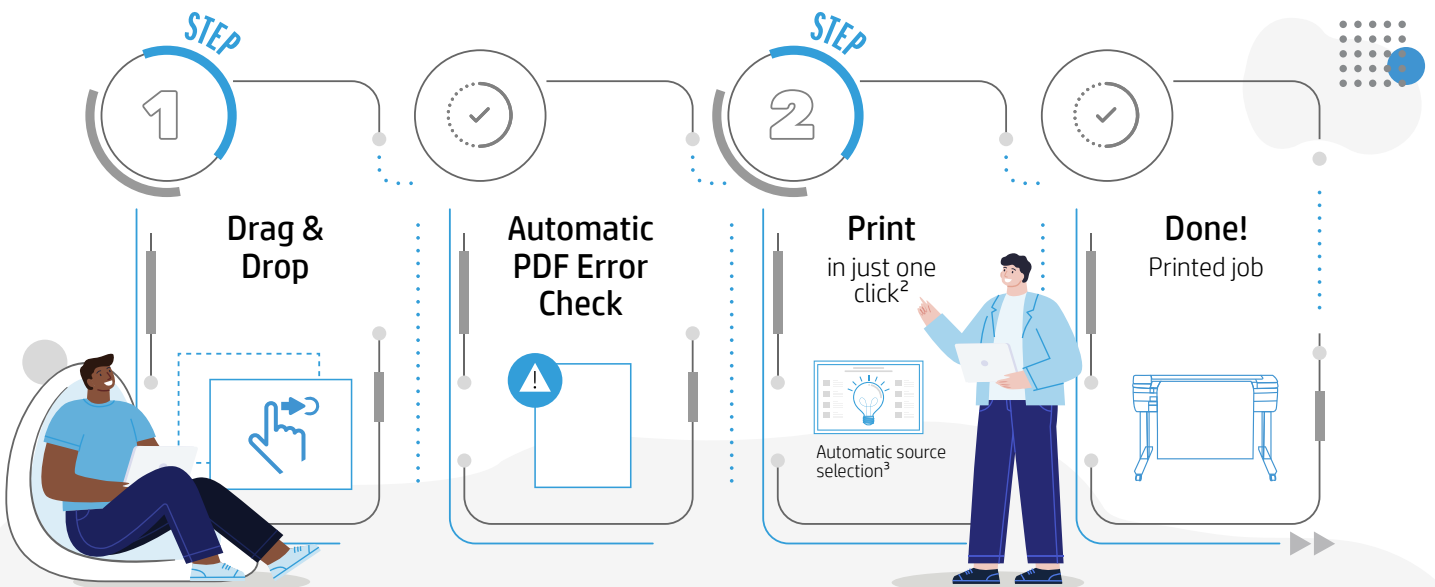 STEP
1
Drag &
Drop
Automatic
PDF Error
Check
STEP
2
Print
in just one
click²
Automatic source
selection³
Done!
Printed job